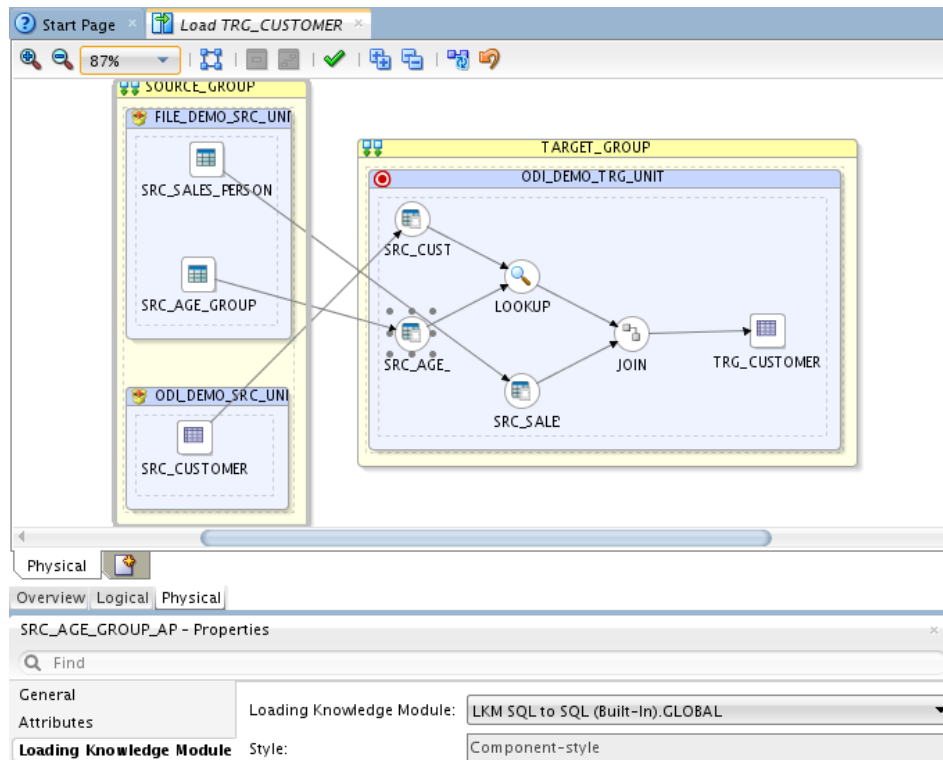 Start Page
Load TRG_CUSTOMER
87%
SOURCE_GROUP
FILE_DEMO_SRC_UNI
SRC_SALES_PERSON
SRC_AGE_GROUP
ODI_DEMO_SRC_UNI
SRC_CUSTOMER
TARGET_GROUP
ODI_DEMO_TRG_UNIT
SRC_CUST
LOOKUP
SRC_AGE_
JOIN
TRG_CUSTOMER
SRC_SALE
Physical
Overview Logical Physical
SRC_AGE_GROUP_AP - Properties
Find
General
Attributes
Loading Knowledge Module
Loading Knowledge Module: LKM SQL to SQL (Built-In).GLOBAL
Style: Component-style